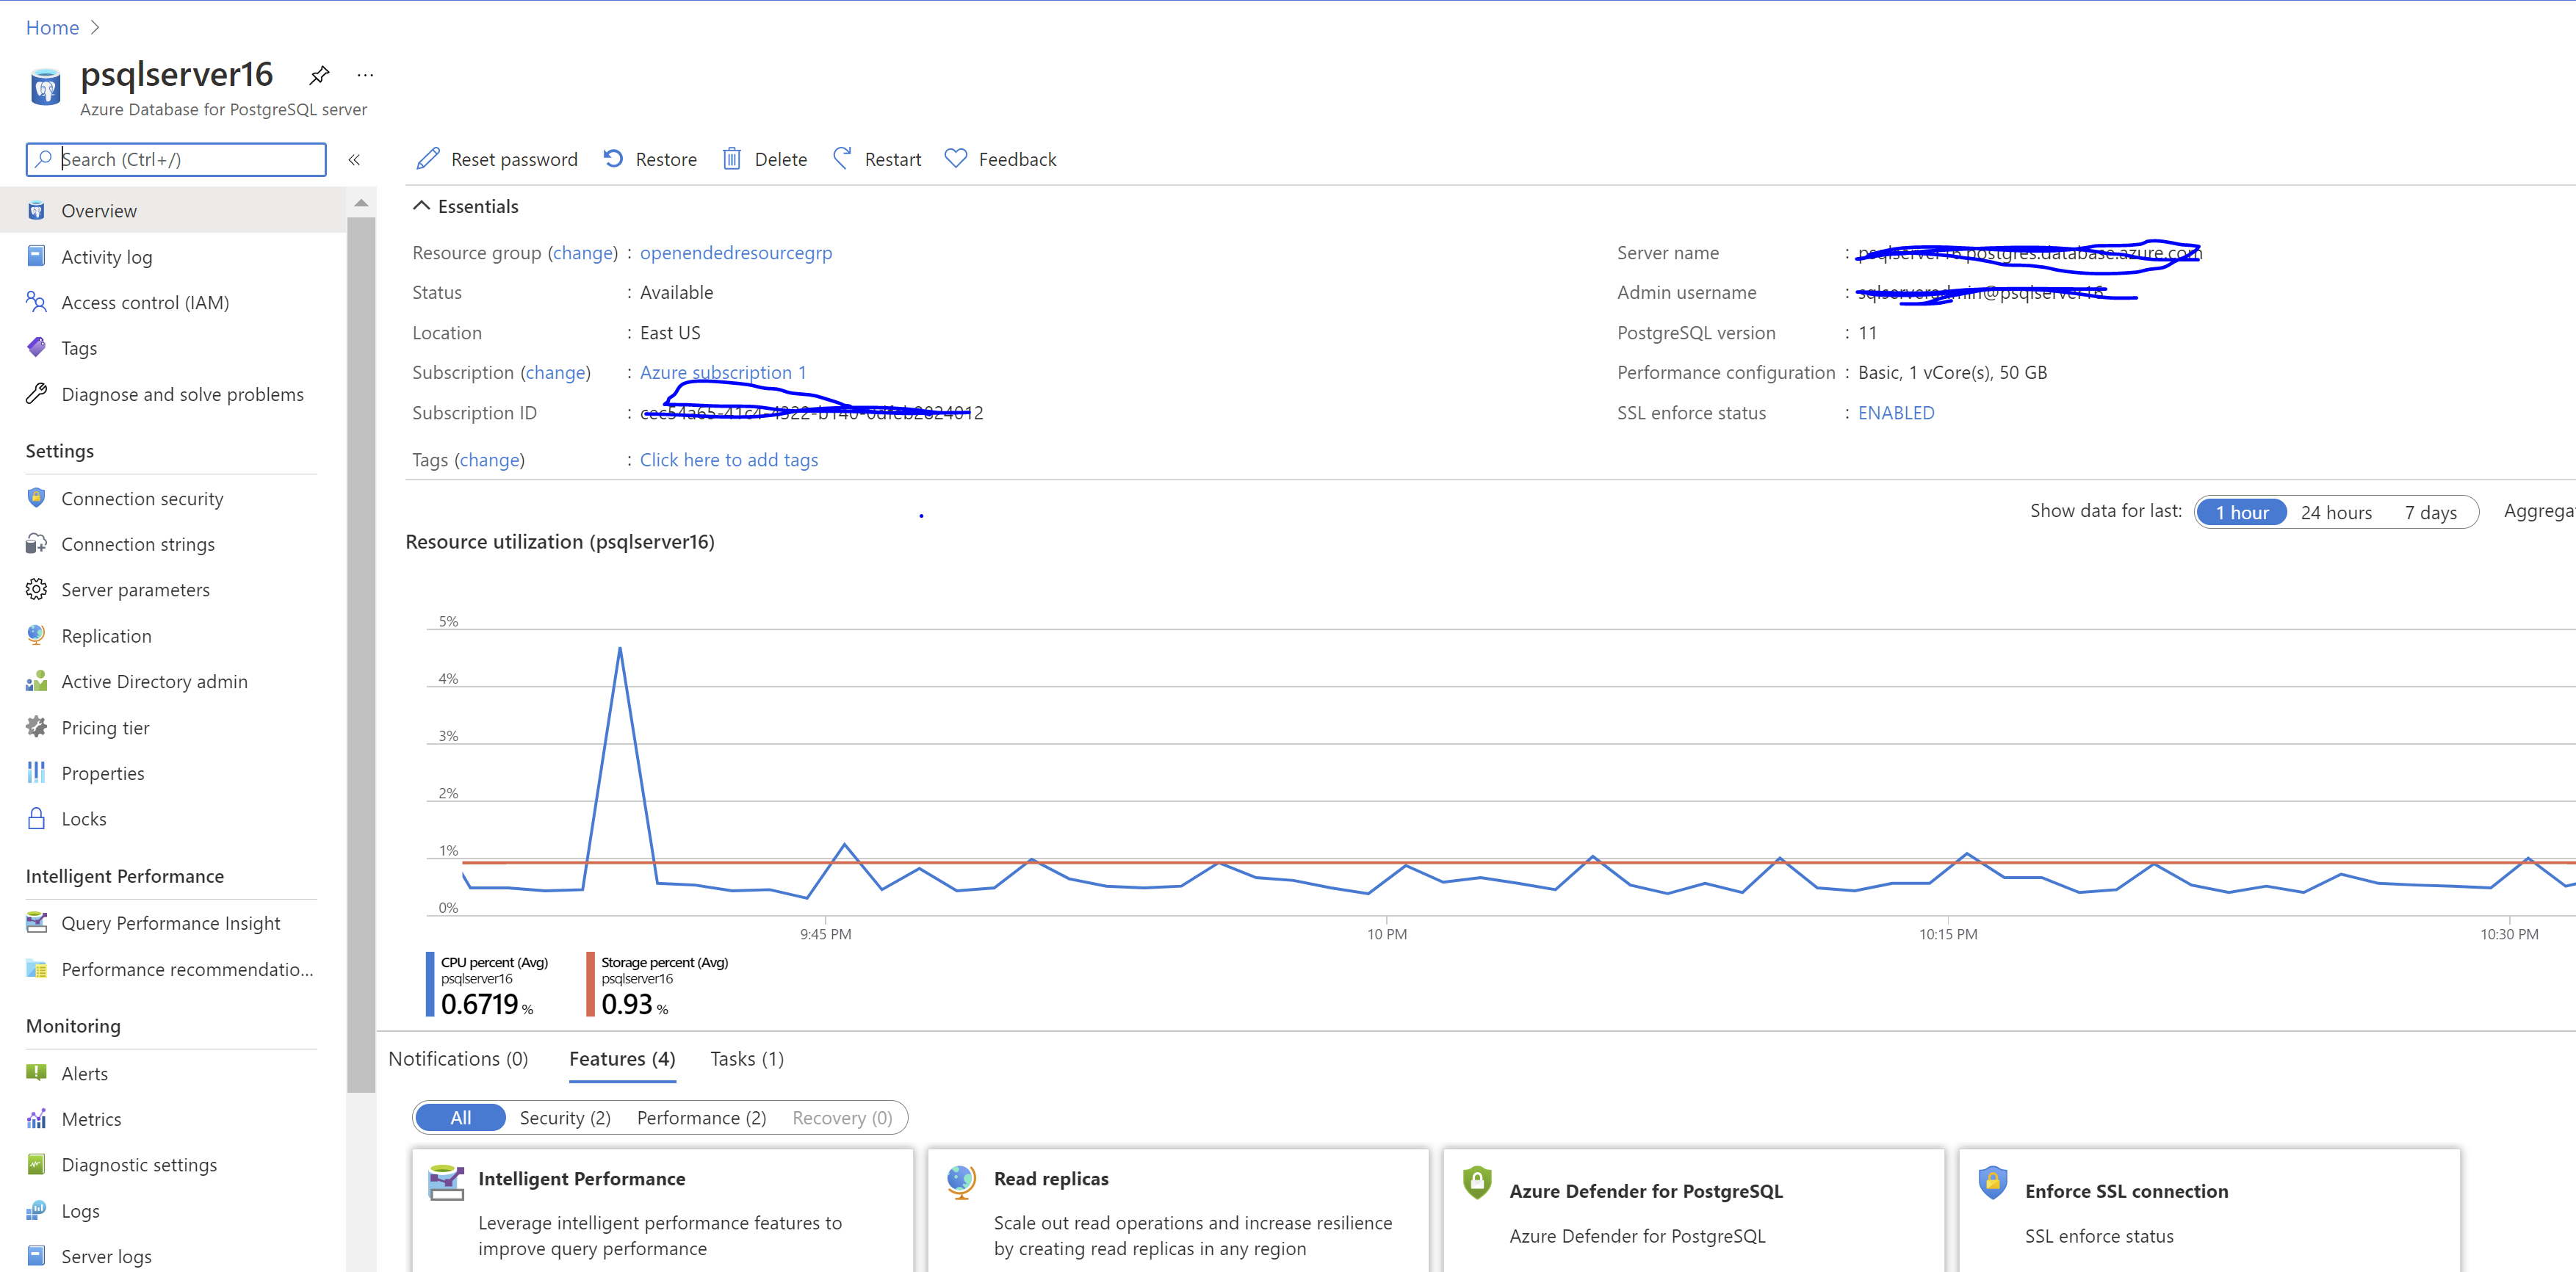 Home >
psqlserver16 ...
Azure Database for PostgreSQL server
Search (Ctrl+/) «
Overview
Activity log
Access control (IAM)
Tags
Diagnose and solve problems
Settings
Connection security
Connection strings
Server parameters
Replication
Active Directory admin
Pricing tier
Properties
Locks
Intelligent Performance
Query Performance Insight
Performance recommendatio...
Monitoring
Alerts
Metrics
Diagnostic settings
Logs
Server logs
Reset password Restore Delete Restart Feedback
Essentials
Resource group (change) : openendedresourcegrp
Status : Available
Location : East US
Subscription (change) : Azure subscription 1
Subscription ID :
Tags (change) : Click here to add tags
Server name :
Admin username :
PostgreSQL version : 11
Performance configuration : Basic, 1 vCore(s), 50 GB
SSL enforce status : ENABLED
Show data for last: 1 hour 24 hours 7 days Aggrega
Resource utilization (psqlserver16)
5%
4%
3%
2%
1%
0%
9:45 PM 10 PM 10:15 PM 10:30 PM
CPU percent (Avg)
psqlserver16
0.6719 %
Storage percent (Avg)
psqlserver16
0.93 %
Notifications (0) Features (4) Tasks (1)
All Security (2) Performance (2) Recovery (0)
Intelligent Performance
Leverage intelligent performance features to
improve query performance
Read replicas
Scale out read operations and increase resilience
by creating read replicas in any region
Azure Defender for PostgreSQL
Azure Defender for PostgreSQL
Enforce SSL connection
SSL enforce status